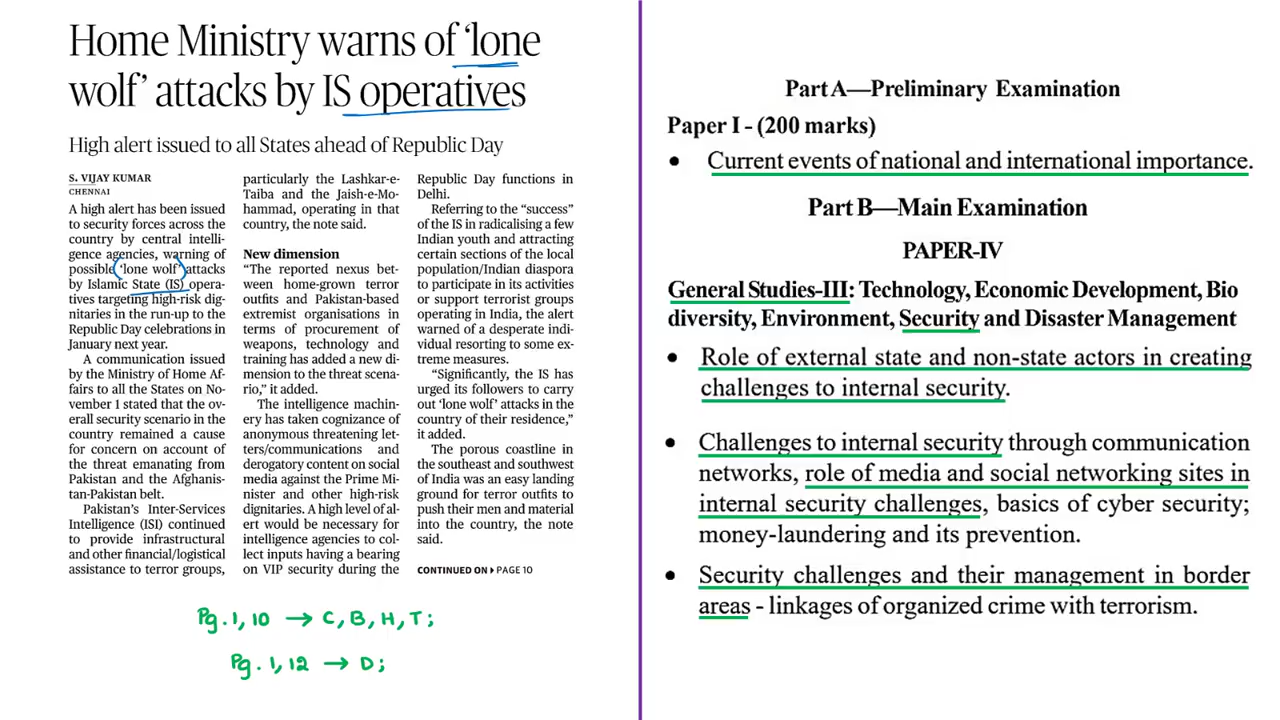 Home Ministry warns of ‘lone
wolf’ attacks by IS operatives
High alert issued to all States ahead of Republic Day
S. VIJAY KUMAR
CHENNAI
A high alert has been issued
to security forces across the
country by central intelli-
gence agencies, warning of
possible ‘lone wolf’ attacks
by Islamic State (IS) opera-
tives targeting high-risk dig-
nitaries in the run-up to the
Republic Day celebrations in
January next year.
A communication issued
by the Ministry of Home Af-
fairs to all the States on No-
vember 1 stated that the ov-
erall security scenario in the
country remained a cause
for concern on account of
the threat emanating from
Pakistan and the Afghanis-
tan-Pakistan belt.
Pakistan’s Inter-Services
Intelligence (ISI) continued
to provide infrastructural
and other financial/logistical
assistance to terror groups,
particularly the Lashkar-e-
Taiba and the Jaish-e-Mo-
hammad, operating in that
country, the note said.
New dimension
“The reported nexus bet-
ween home-grown terror
outfits and Pakistan-based
extremist organisations in
terms of procurement of
weapons, technology and
training has added a new di-
mension to the threat scena-
rio,” it added.
The intelligence machin-
ery has taken cognizance of
anonymous threatening let-
ters/communications and
derogatory content on social
media against the Prime Mi-
nister and other high-risk
dignitaries. A high level of al-
ert would be necessary for
intelligence agencies to col-
lect inputs having a bearing
on VIP security during the
Republic Day functions in
Delhi.
Referring to the “success”
of the IS in radicalising a few
Indian youth and attracting
certain sections of the local
population/Indian diaspora
to participate in its activities
or support terrorist groups
operating in India, the alert
warned of a desperate indi-
vidual resorting to some ex-
treme measures.
“Significantly, the IS has
urged its followers to carry
out ‘lone wolf’ attacks in the
country of their residence,”
it added.
The porous coastline in
the southeast and southwest
of India was an easy landing
ground for terror outfits to
push their men and material
into the country, the note
said.
CONTINUED ON ▸ PAGE 10
Pg. 1, 10 → C, B, H, T;
Pg. 1, 12 → D;
Part A—Preliminary Examination
Paper I - (200 marks)
• Current events of national and international importance.
Part B—Main Examination
PAPER-IV
General Studies-III: Technology, Economic Development, Bio
diversity, Environment, Security and Disaster Management
• Role of external state and non-state actors in creating
challenges to internal security.
• Challenges to internal security through communication
networks, role of media and social networking sites in
internal security challenges, basics of cyber security;
money-laundering and its prevention.
• Security challenges and their management in border
areas - linkages of organized crime with terrorism.